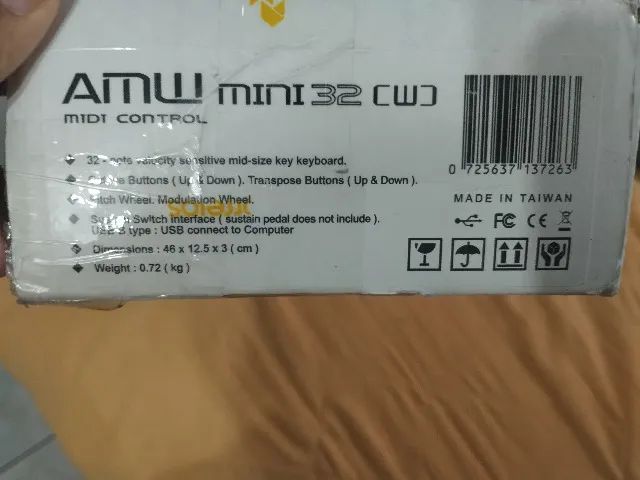 AMW MINI 32 (W)
MIDI CONTROL
32 - note velocity sensitive mid-size key keyboard.
Buttons ( Up & Down ). Transpose Buttons ( Up & Down ).
Pitch Wheel. Modulation Wheel.
Switch Interface ( sustain pedal does not include ).
USB B type : USB connect to Computer
Dimensions : 46 x 12.5 x 3 ( cm )
Weight : 0.72 ( kg )
0 725637 137263
MADE IN TAIWAN
FC CE